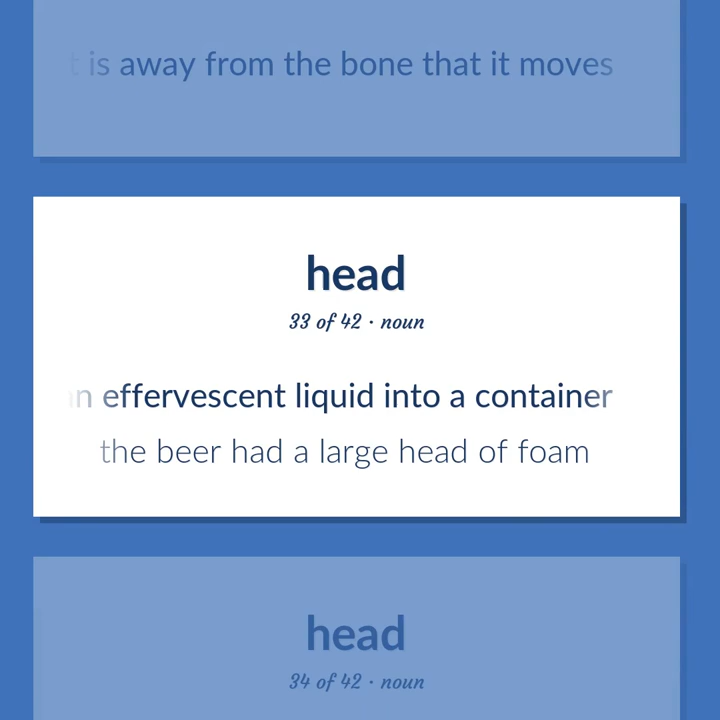 is away from the bone that it moves
head
33 of 42 · noun
effervescent liquid into a container
the beer had a large head of foam
head
34 of 42 · noun